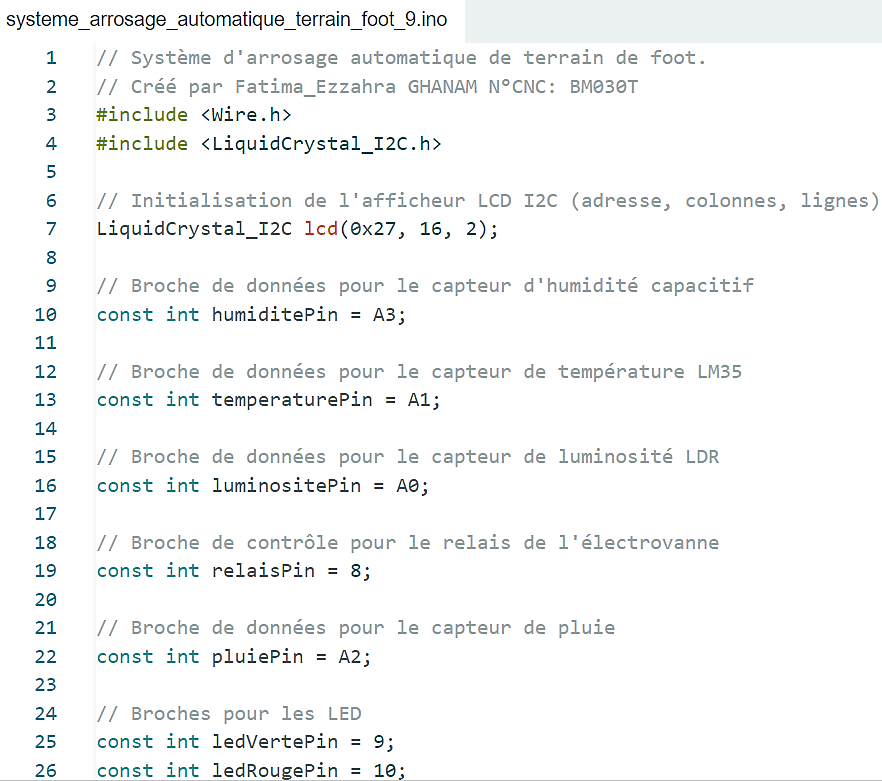 systeme_arrosage_automatique_terrain_foot_9.ino
1 // Système d'arrosage automatique de terrain de foot.
2 // Créé par Fatima_Ezzahra GHANAM N°CNC: BM030T
3 #include <Wire.h>
4 #include <LiquidCrystal_I2C.h>
5
6 // Initialisation de l'afficheur LCD I2C (adresse, colonnes, lignes)
7 LiquidCrystal_I2C lcd(0x27, 16, 2);
8
9 // Broche de données pour le capteur d'humidité capacitif
10 const int humiditePin = A3;
11
12 // Broche de données pour le capteur de température LM35
13 const int temperaturePin = A1;
14
15 // Broche de données pour le capteur de luminosité LDR
16 const int luminositePin = A0;
17
18 // Broche de contrôle pour le relais de l'électrovanne
19 const int relaisPin = 8;
20
21 // Broche de données pour le capteur de pluie
22 const int pluiePin = A2;
23
24 // Broches pour les LED
25 const int ledVertePin = 9;
26 const int ledRougePin = 10;